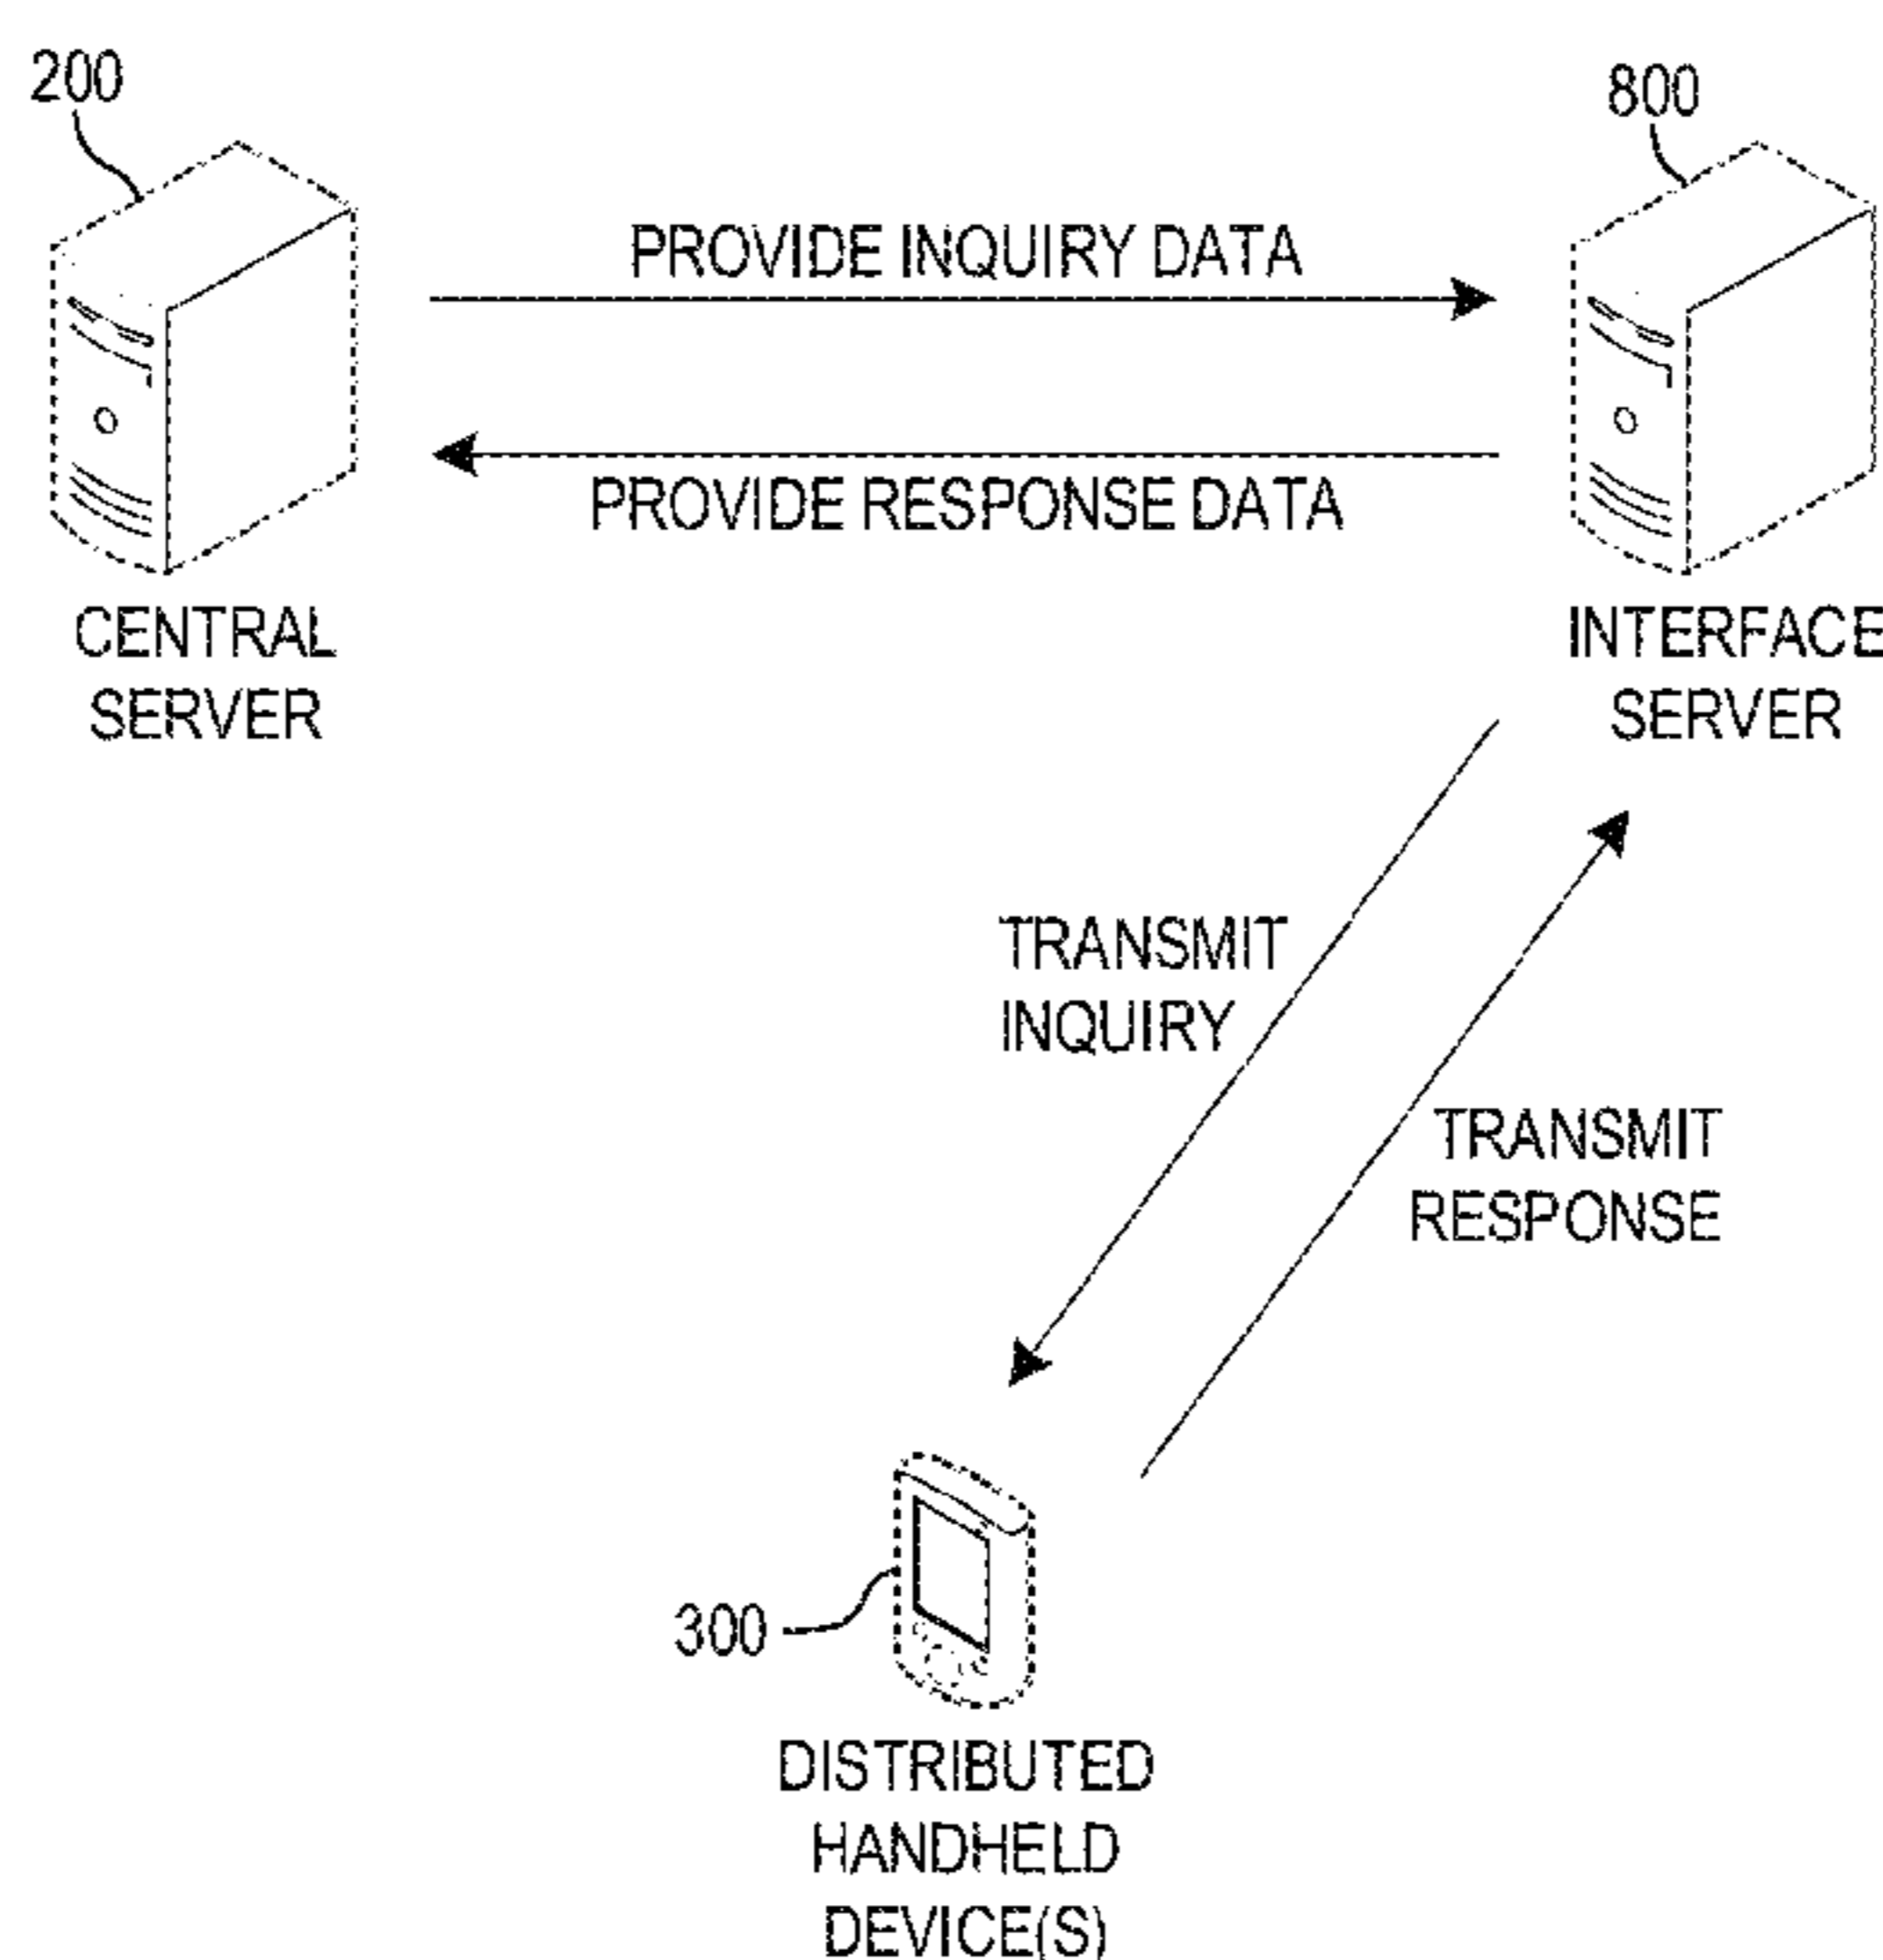 200
800
PROVIDE INQUIRY DATA
PROVIDE RESPONSE DATA
CENTRAL
SERVER
INTERFACE
SERVER
TRANSMIT
INQUIRY
TRANSMIT
RESPONSE
300
DISTRIBUTED
HANDHELD
DEVICE(S)